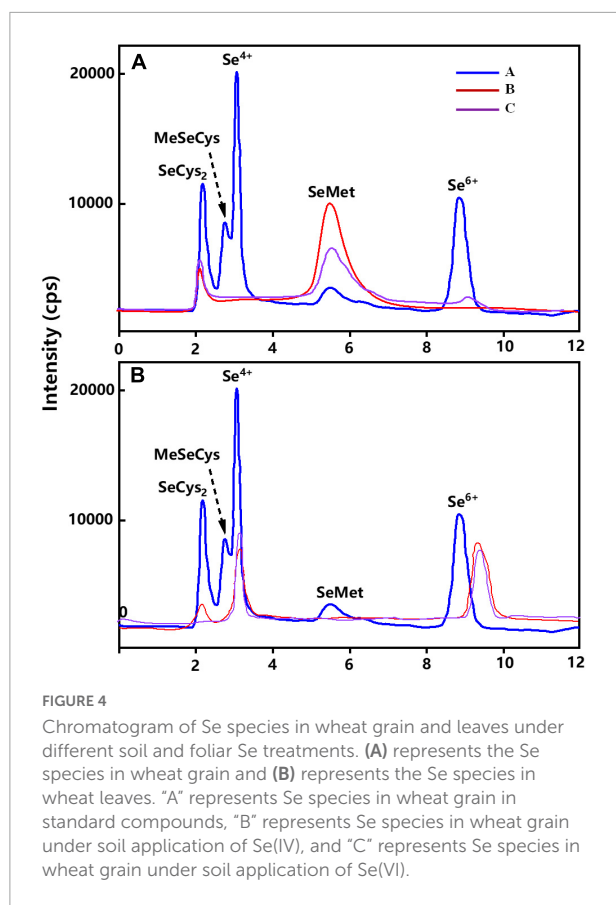 A
20000
10000
Se4+
MeSeCys
SeCys2
SeMet
Se6+
A
B
C
0 2 4 6 8 10 12
Intensity (cps)
B
20000
10000
0
Se4+
MeSeCys
SeCys2
SeMet
Se6+
0 2 4 6 8 10 12
FIGURE 4
Chromatogram of Se species in wheat grain and leaves under
different soil and foliar Se treatments. (A) represents the Se
species in wheat grain and (B) represents the Se species in
wheat leaves. “A” represents Se species in wheat grain in
standard compounds, “B” represents Se species in wheat grain
under soil application of Se(IV), and “C” represents Se species in
wheat grain under soil application of Se(VI).